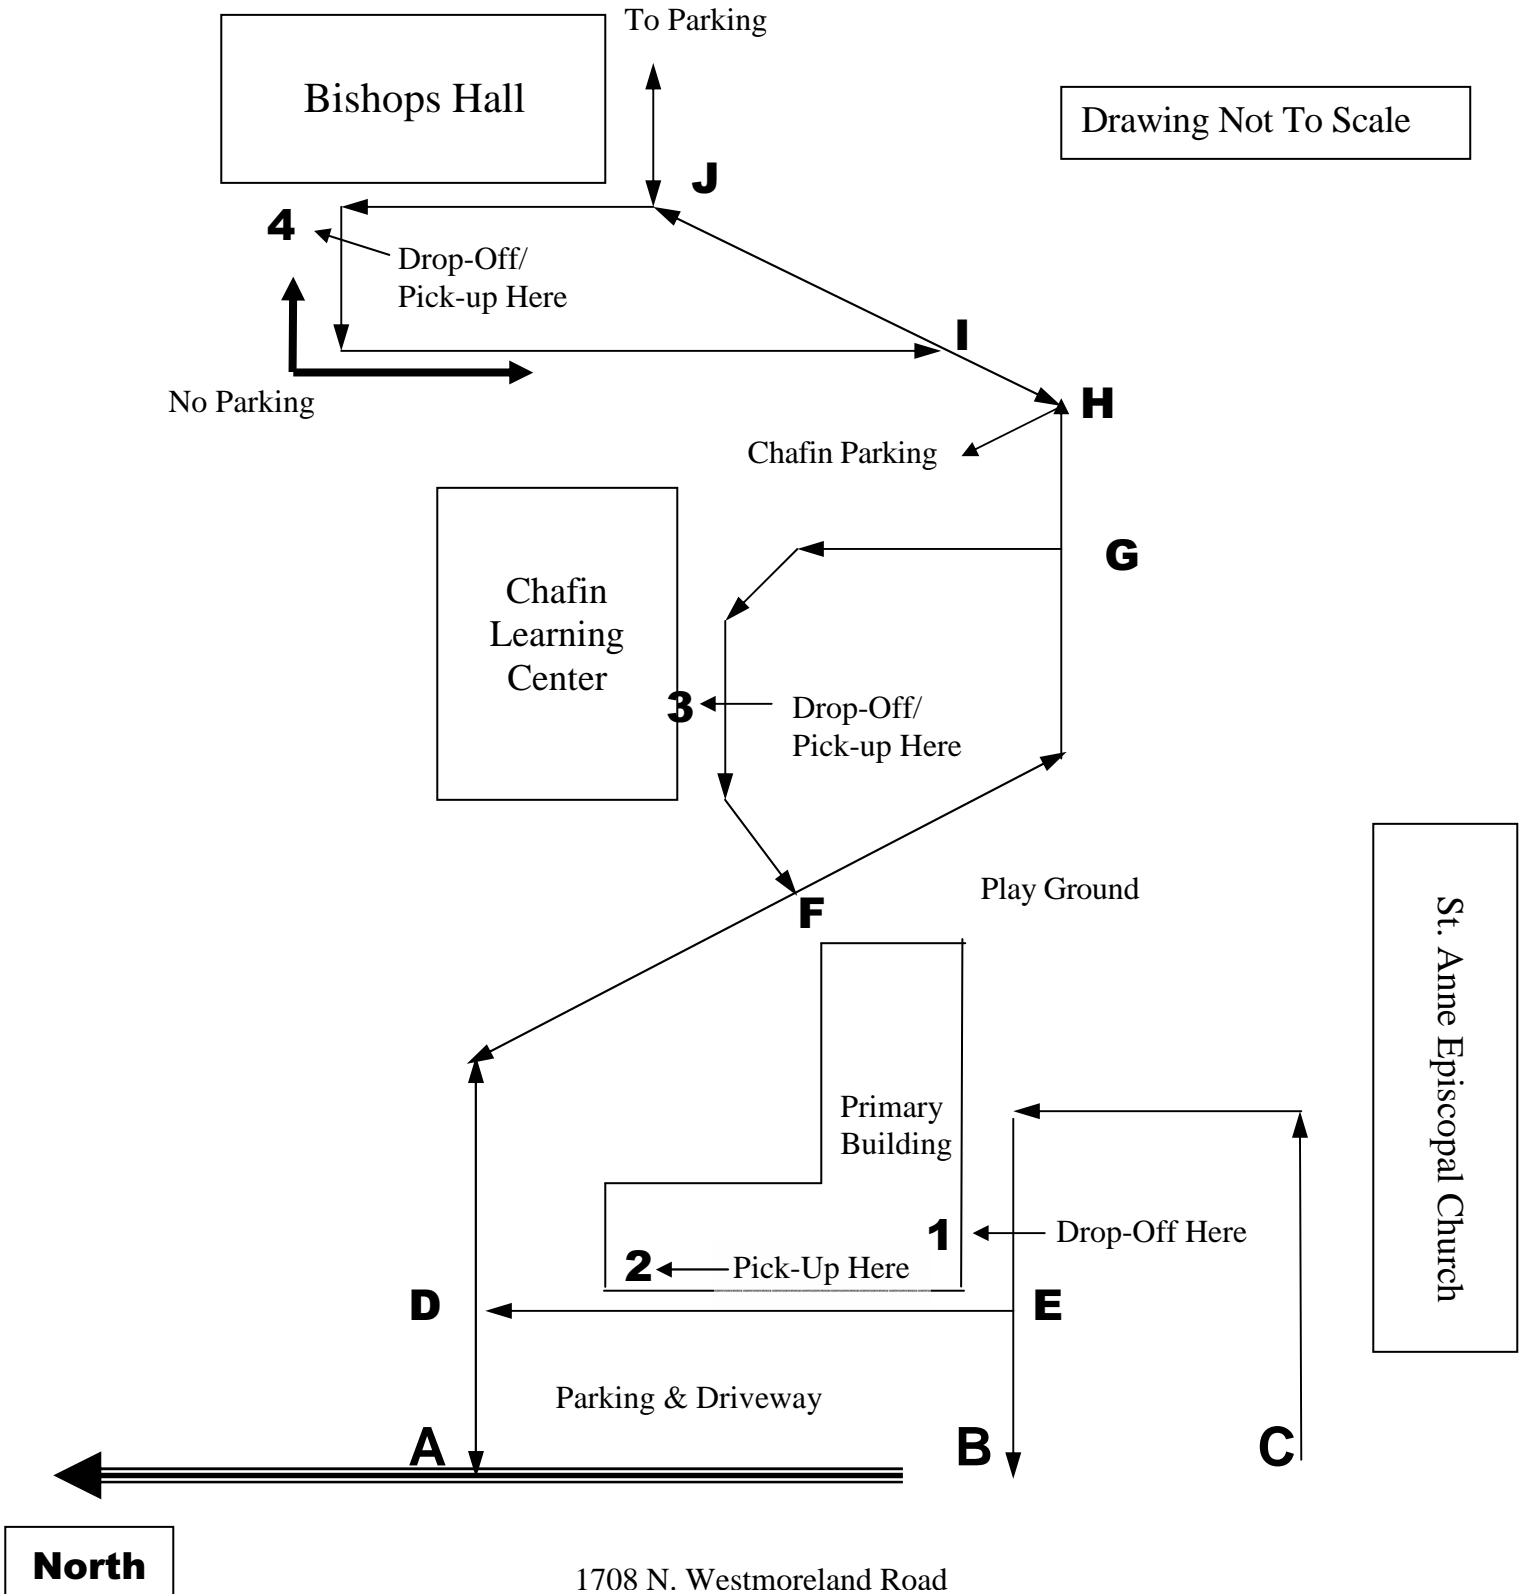 To Parking
Bishops Hall
Drawing Not To Scale
J
4
Drop-Off/
Pick-up Here
I
No Parking
H
Chafin Parking
G
Chafin
Learning
Center
3
Drop-Off/
Pick-up Here
Play Ground
F
St. Anne Episcopal Church
Primary
Building
1
Drop-Off Here
2
Pick-Up Here
D
E
Parking & Driveway
A
B
C
North
1708 N. Westmoreland Road